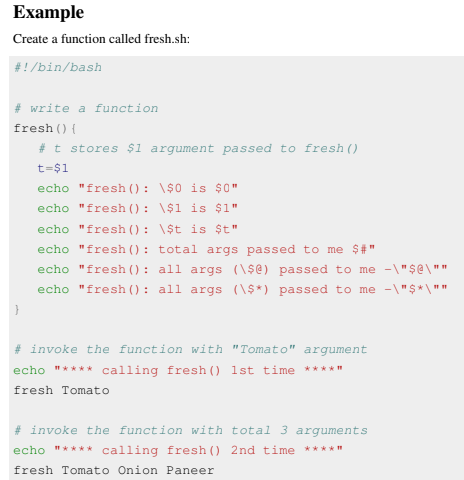 Example
Create a function called fresh.sh:
#!/bin/bash
# write a function
fresh(){
# t stores $1 argument passed to fresh()
t=$1
echo "fresh(): \$0 is $0"
echo "fresh(): \$1 is $1"
echo "fresh(): \$t is $t"
echo "fresh(): total args passed to me $#"
echo "fresh(): all args (\$@) passed to me -\"$@\""
echo "fresh(): all args (\$*) passed to me -\"$*\""
}
# invoke the function with "Tomato" argument
echo "**** calling fresh() 1st time ****"
fresh Tomato
# invoke the function with total 3 arguments
echo "**** calling fresh() 2nd time ****"
fresh Tomato Onion Paneer